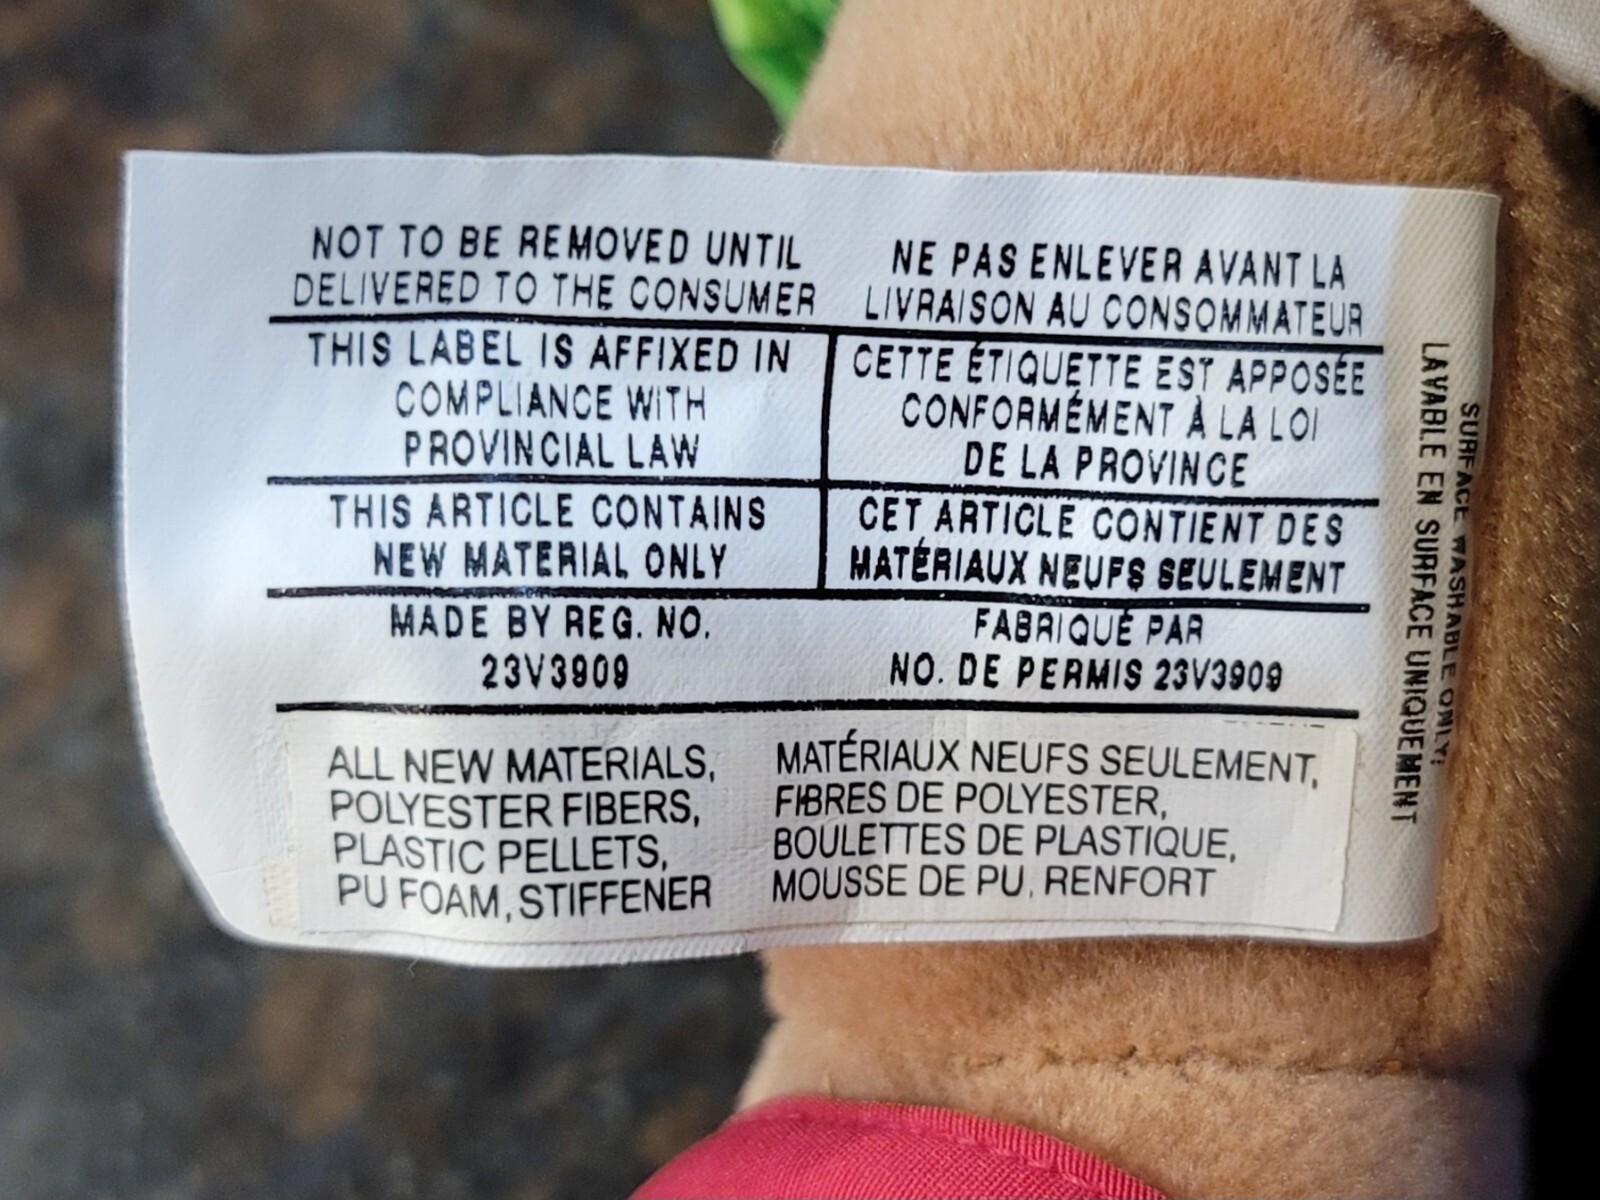 NOT TO BE REMOVED UNTIL
DELIVERED TO THE CONSUMER
NE PAS ENLEVER AVANT LA
LIVRAISON AU CONSOMMATEUR
THIS LABEL IS AFFIXED IN
COMPLIANCE WITH
PROVINCIAL LAW
CETTE ÉTIQUETTE EST APPOSÉE
CONFORMÉMENT À LA LOI
DE LA PROVINCE
THIS ARTICLE CONTAINS
NEW MATERIAL ONLY
CET ARTICLE CONTIENT DES
MATÉRIAUX NEUFS SEULEMENT
MADE BY REG. NO.
23V3909
FABRIQUÉ PAR
NO. DE PERMIS 23V3909
ALL NEW MATERIALS,
POLYESTER FIBERS,
PLASTIC PELLETS,
PU FOAM, STIFFENER
MATÉRIAUX NEUFS SEULEMENT,
FIBRES DE POLYESTER,
BOULETTES DE PLASTIQUE,
MOUSSE DE PU, RENFORT
SURFACE WASHABLE ONLY:
LAVABLE EN SURFACE UNIQUEMENT